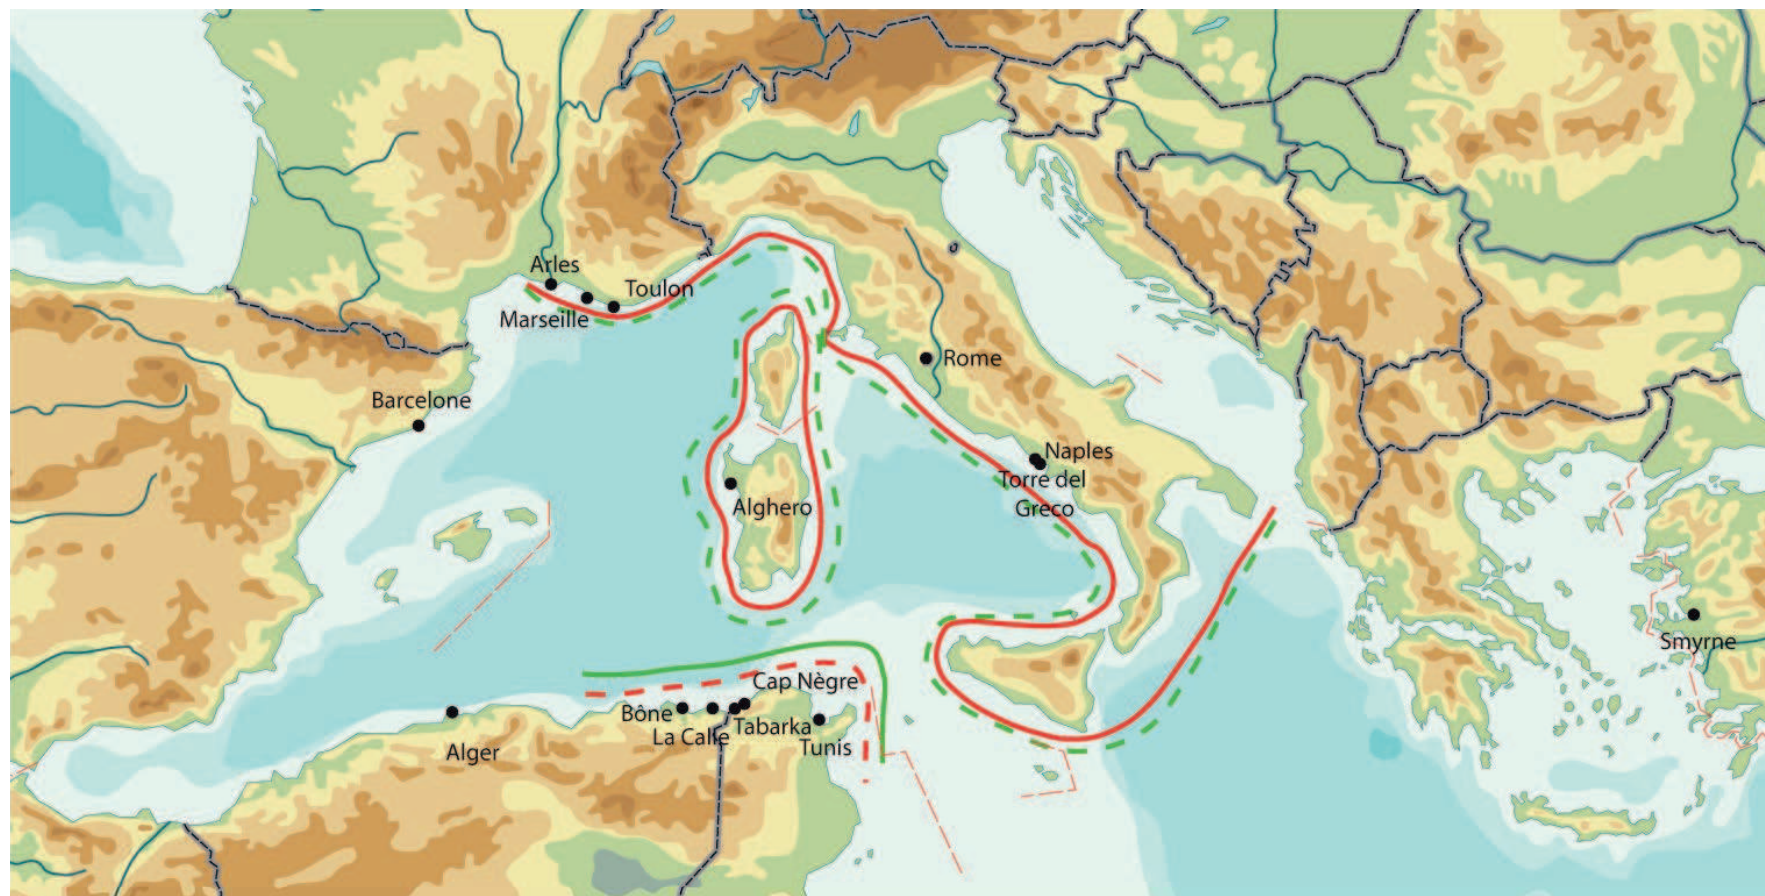 Arles
Toulon
Marseille
Rome
Barcelone
Naples
Torre del
Greco
Alghero
Smyrne
Cap Nègre
Bône
Tabarka
La Calle
Tunis
Alger